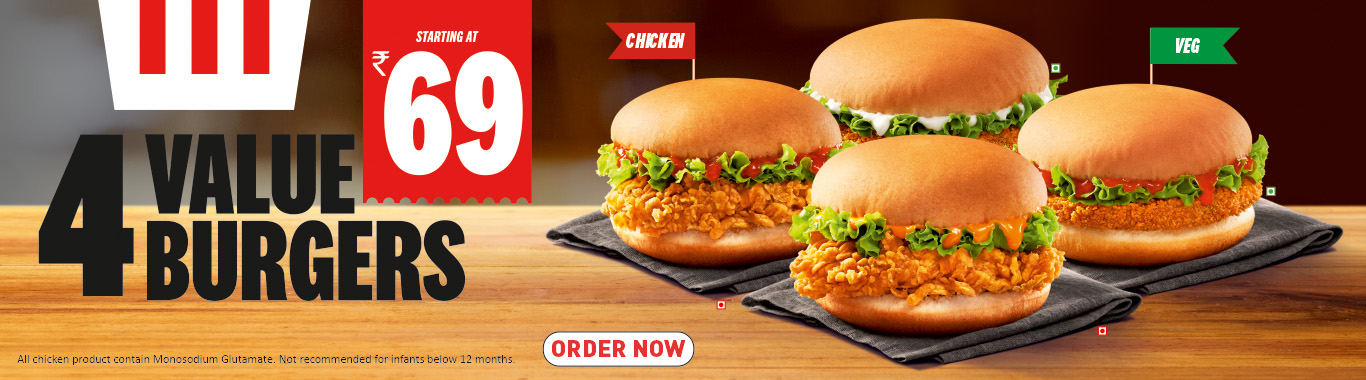 STARTING AT
₹69
4 VALUE
BURGERS
CHICKEN
VEG
ORDER NOW
All chicken product contain Monosodium Glutamate. Not recommended for infants below 12 months.